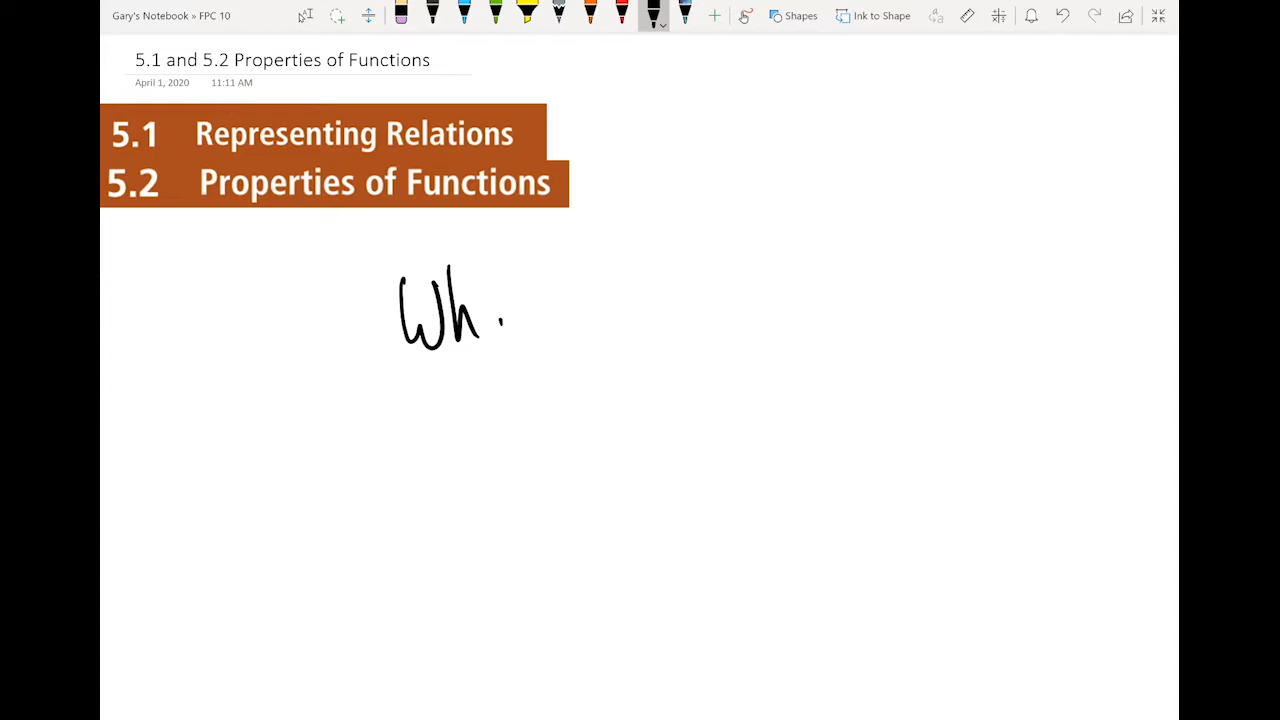 Gary's Notebook » FPC 10
Shapes
Ink to Shape
5.1 and 5.2 Properties of Functions
April 1, 2020 11:11 AM
5.1 Representing Relations
5.2 Properties of Functions
Wh